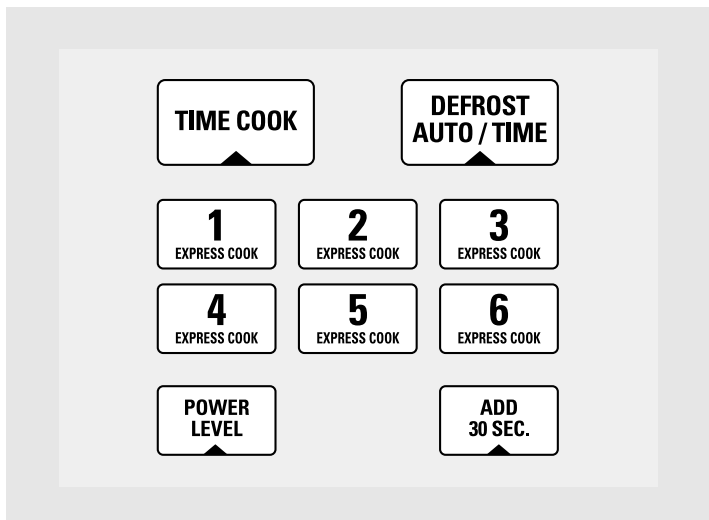 TIME COOK
DEFROST
AUTO / TIME
1
EXPRESS COOK
2
EXPRESS COOK
3
EXPRESS COOK
4
EXPRESS COOK
5
EXPRESS COOK
6
EXPRESS COOK
POWER
LEVEL
ADD
30 SEC.